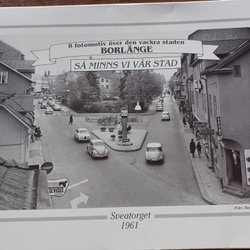 8 fotomotiv över den vackra staden
BORLÄNGE
SÅ MINNS VI VÅR STAD
Sveatorget
1961